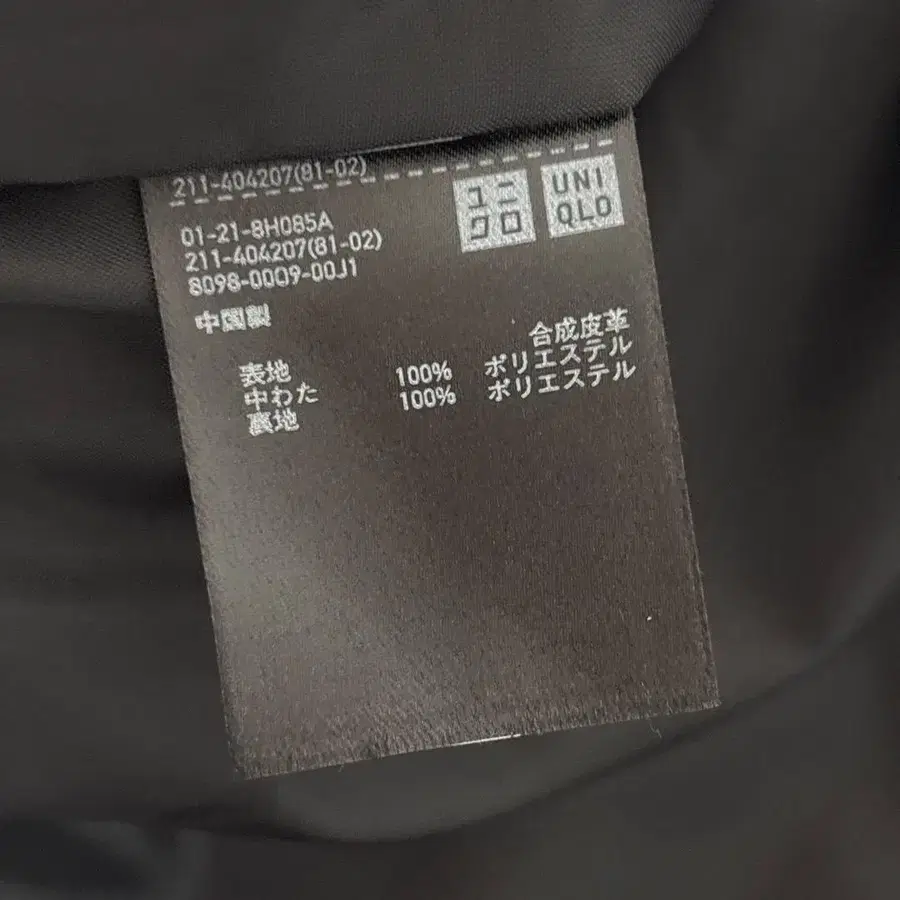 211-404207(81-02)
ユニクロ
UNIQLO
01-21-8H085A
211-404207(81-02)
8098-0009-00J1
中国製
表地 合成皮革
中わた 100% ポリエステル
裏地 100% ポリエステル